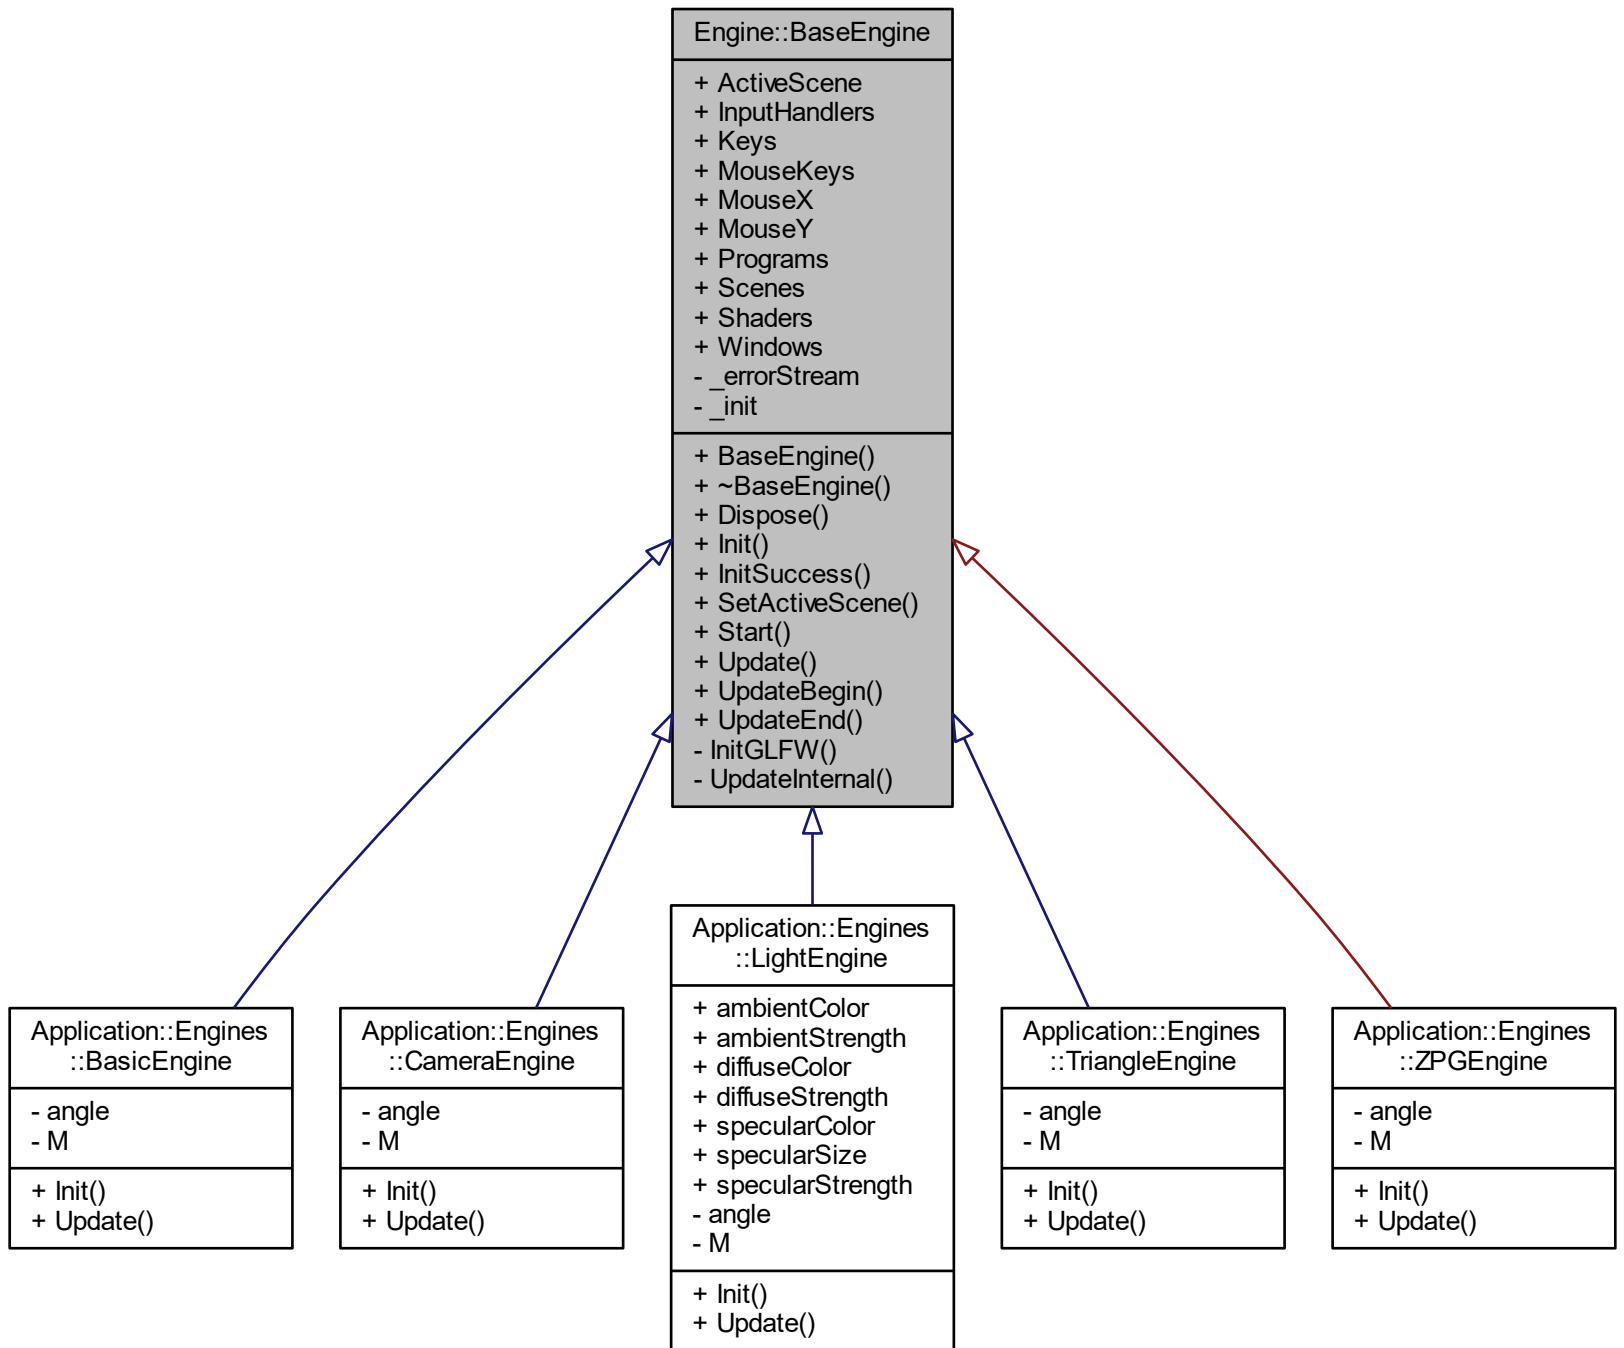 Engine::BaseEngine
+ ActiveScene
+ InputHandlers
+ Keys
+ MouseKeys
+ MouseX
+ MouseY
+ Programs
+ Scenes
+ Shaders
+ Windows
- _errorStream
- _init
+ BaseEngine()
+ ~BaseEngine()
+ Dispose()
+ Init()
+ InitSuccess()
+ SetActiveScene()
+ Start()
+ Update()
+ UpdateBegin()
+ UpdateEnd()
- InitGLFW()
- UpdateInternal()
Application::Engines
::BasicEngine
- angle
- M
+ Init()
+ Update()
Application::Engines
::CameraEngine
- angle
- M
+ Init()
+ Update()
Application::Engines
::LightEngine
+ ambientColor
+ ambientStrength
+ diffuseColor
+ diffuseStrength
+ specularColor
+ specularSize
+ specularStrength
- angle
- M
+ Init()
+ Update()
Application::Engines
::TriangleEngine
- angle
- M
+ Init()
+ Update()
Application::Engines
::ZPGEngine
- angle
- M
+ Init()
+ Update()